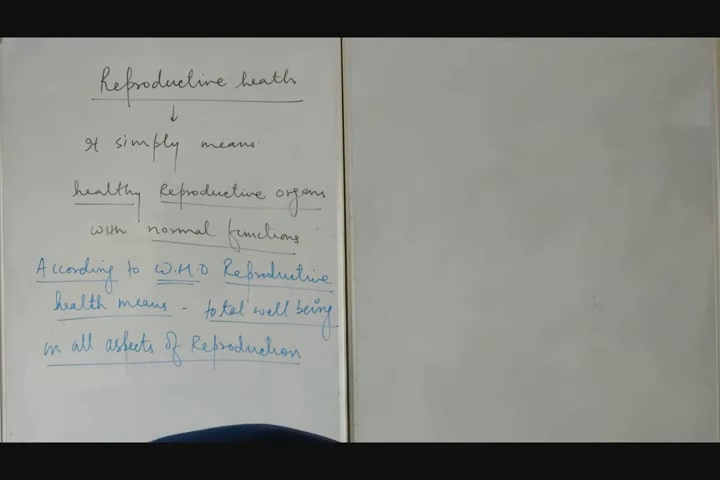 Reproductive heath
It simply means.
healthy Reproductive organs
with normal functions
According to W.H.O Reproductive
health means - total well being
in all aspects of Reproduction